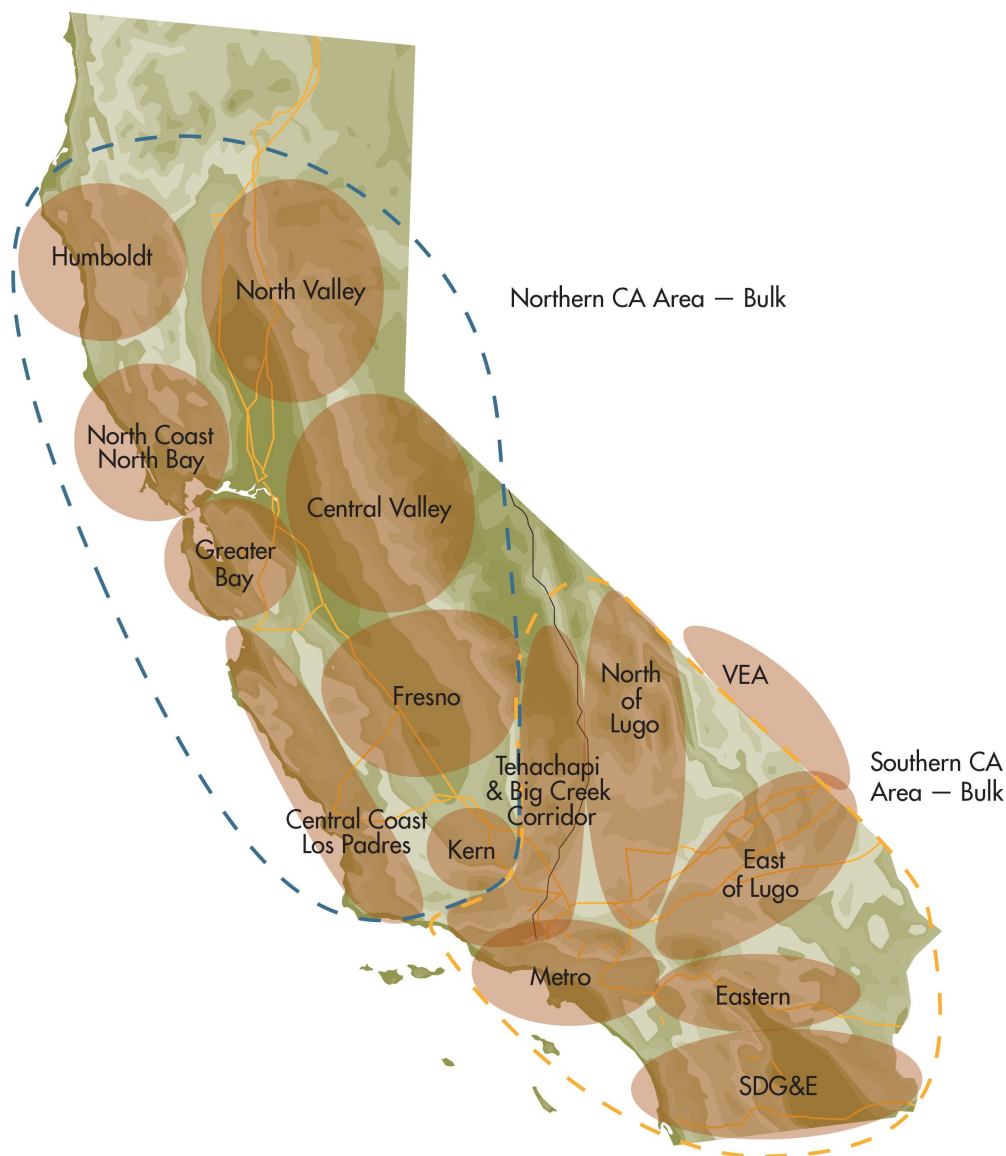 Humboldt
North Valley
Northern CA Area — Bulk
North Coast
North Bay
Central Valley
Greater
Bay
Fresno
North
of
Lugo
VEA
Tehachapi
& Big Creek
Corridor
Southern CA
Area — Bulk
Central Coast
Los Padres
Kern
East
of Lugo
Metro
Eastern
SDG&E